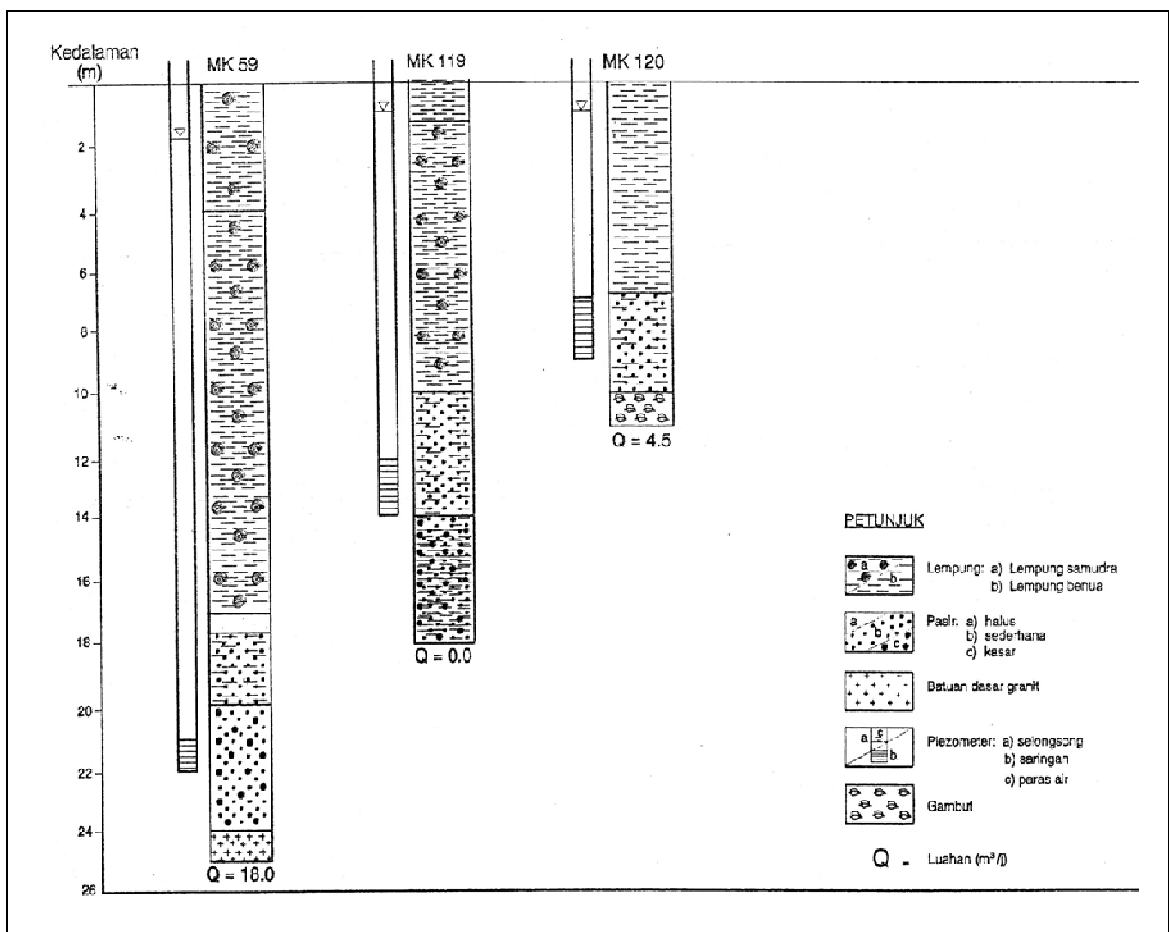 Kedalaman
(m)
MK 59
MK 119
MK 120
2
4
6
8
10
12
14
16
18
20
22
24
26
Q = 4.5
Q = 0.0
Q = 18.0
PETUNJUK
a
b
Lempung: a) Lempung samudra
b) Lempung benua
a
b
c
Pasir: a) halus
b) sederhana
c) kasar
Batuan dasar granit
a
c
b
Piezometer: a) selongsong
b) saringan
c) paras air
Gambut
Q - Luahan (m³/j)